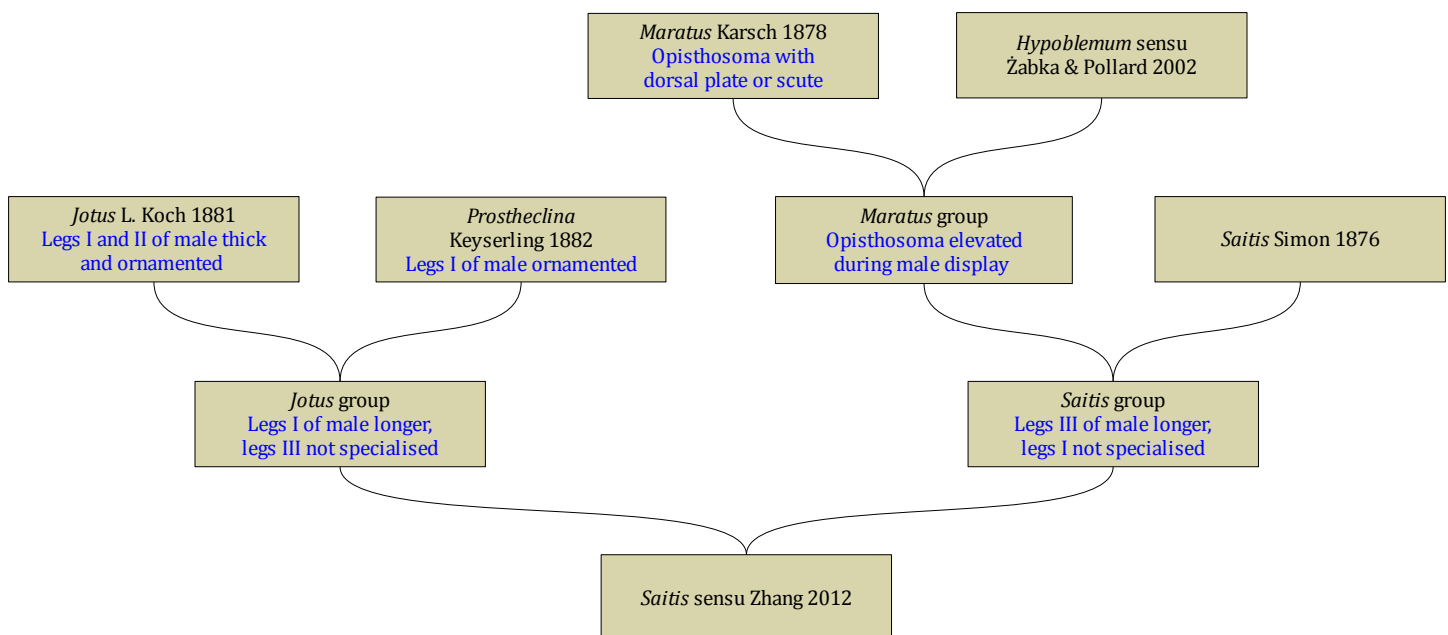 Maratus Karsch 1878
Opisthosoma with
dorsal plate or scute
Hypoblemum sensu
Żabka & Pollard 2002
Jotus L. Koch 1881
Legs I and II of male thick
and ornamented
Prostheclina
Keyserling 1882
Legs I of male ornamented
Maratus group
Opisthosoma elevated
during male display
Saitis Simon 1876
Jotus group
Legs I of male longer,
legs III not specialised
Saitis group
Legs III of male longer,
legs I not specialised
Saitis sensu Zhang 2012